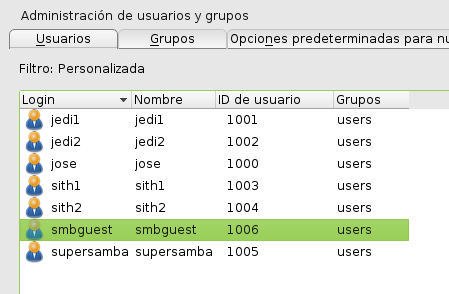 Administración de usuarios y grupos
Usuarios Grupos Opciones predeterminadas para nu
Filtro: Personalizada
Login Nombre ID de usuario Grupos
jedi1 jedi1 1001 users
jedi2 jedi2 1002 users
jose jose 1000 users
sith1 sith1 1003 users
sith2 sith2 1004 users
smbguest smbguest 1006 users
supersamba supersamba 1005 users